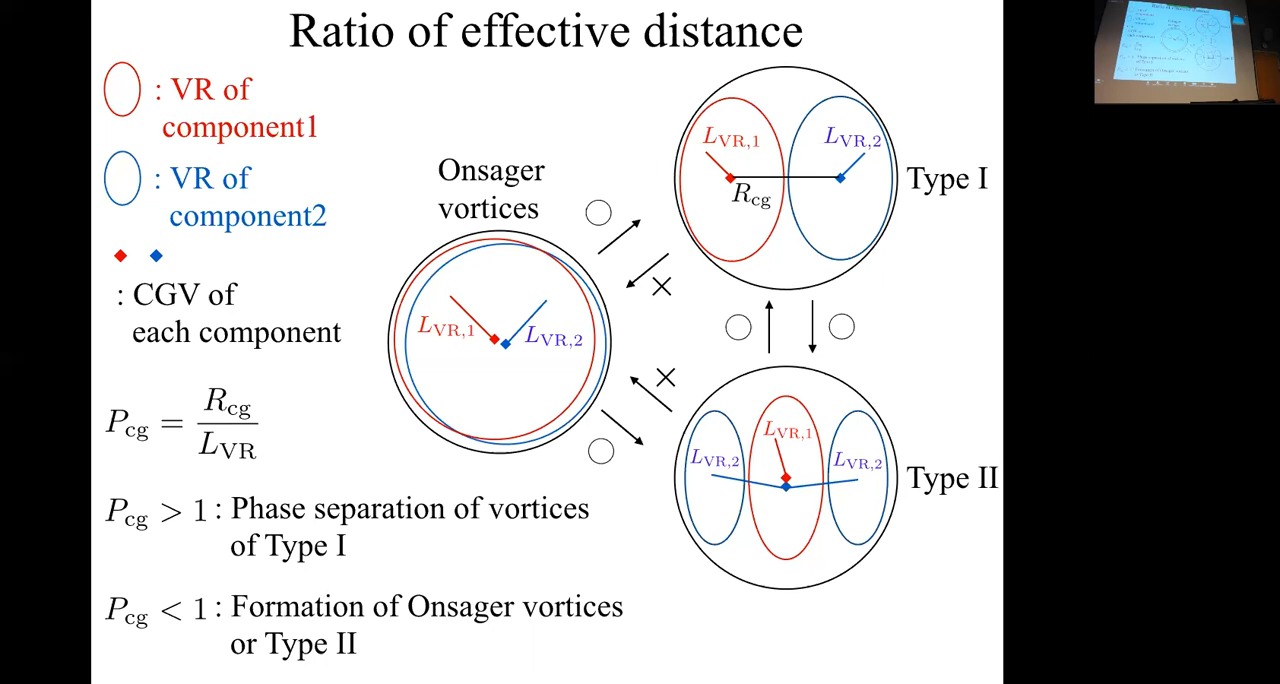 Ratio of effective distance
: VR of
component1
: VR of
component2
: CGV of
each component
Onsager
vortices
L_VR,1
L_VR,2
L_VR,1
L_VR,2
R_cg
Type I
L_VR,2
L_VR,1
L_VR,2
Type II
P_cg = R_cg / L_VR
P_cg > 1 : Phase separation of vortices
of Type I
P_cg < 1 : Formation of Onsager vortices
or Type II